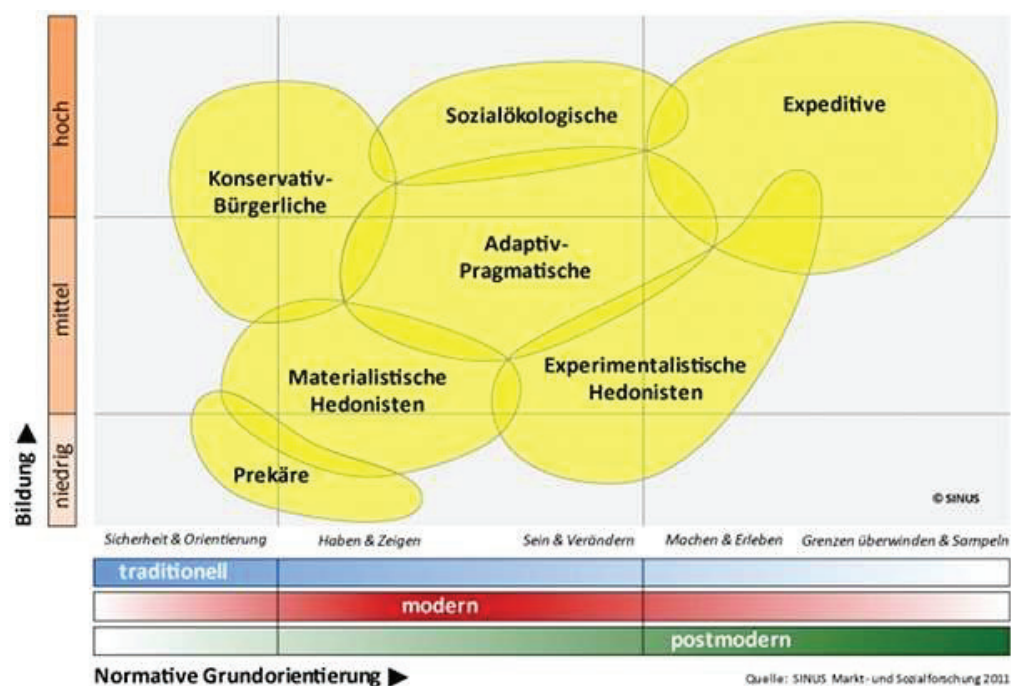 Bildung ▶
hoch
mittel
niedrig
Expeditive
Sozialökologische
Konservativ-
Bürgerliche
Adaptiv-
Pragmatische
Materialistische
Hedonisten
Experimentalistische
Hedonisten
Prekäre
© SINUS
Sicherheit & Orientierung
Haben & Zeigen
Sein & Verändern
Machen & Erleben
Grenzen überwinden & Sampeln
traditionell
modern
postmodern
Normative Grundorientierung ▶
Quelle: SINUS Markt- und Sozialforschung 2011